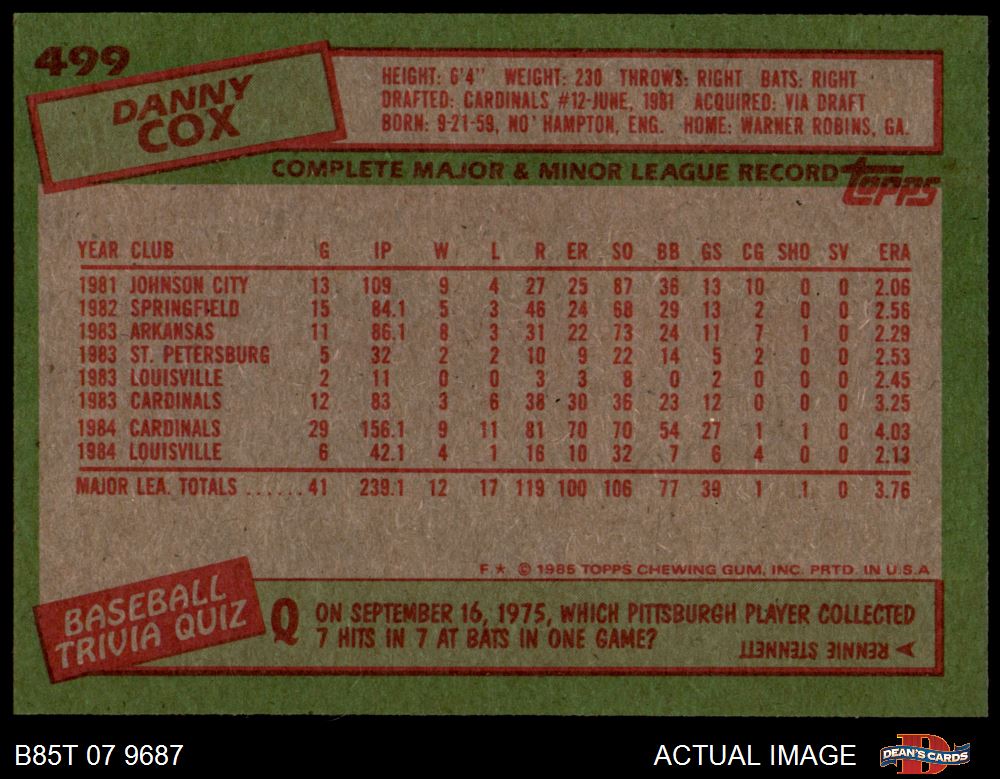 499
DANNY
COX
HEIGHT: 6'4" WEIGHT: 230 THROWS: RIGHT BATS: RIGHT
DRAFTED: CARDINALS #12-JUNE, 1981 ACQUIRED: VIA DRAFT
BORN: 9-21-59, NO'HAMPTON, ENG. HOME: WARNER ROBINS, GA.
COMPLETE MAJOR & MINOR LEAGUE RECORD topps
YEAR CLUB G IP W L R ER SO BB GS CG SHO SV ERA
1981 JOHNSON CITY 13 109 9 4 27 25 87 36 13 10 0 0 2.06
1982 SPRINGFIELD 15 84.1 5 3 46 24 68 29 13 2 0 0 2.56
1983 ARKANSAS 11 86.1 8 3 31 22 73 24 11 7 1 0 2.29
1983 ST. PETERSBURG 5 32 2 2 10 9 22 14 5 2 0 0 2.53
1983 LOUISVILLE 2 11 0 0 3 3 8 0 2 0 0 0 2.45
1983 CARDINALS 12 83 3 6 38 30 36 23 12 0 0 0 3.25
1984 CARDINALS 29 156.1 9 11 81 70 70 54 27 1 1 0 4.03
1984 LOUISVILLE 6 42.1 4 1 16 10 32 7 6 4 0 0 2.13
MAJOR LEA. TOTALS ......41 239.1 12 17 119 100 106 77 39 1 1 0 3.76
F★ © 1985 TOPPS CHEWING GUM, INC. PRTD. IN U.S.A
BASEBALL
TRIVIA QUIZ
Q ON SEPTEMBER 16, 1975, WHICH PITTSBURGH PLAYER COLLECTED
7 HITS IN 7 AT BATS IN ONE GAME?
RENNIE STENNETT
B85T 07 9687 ACTUAL IMAGE DEAN'S CARDS